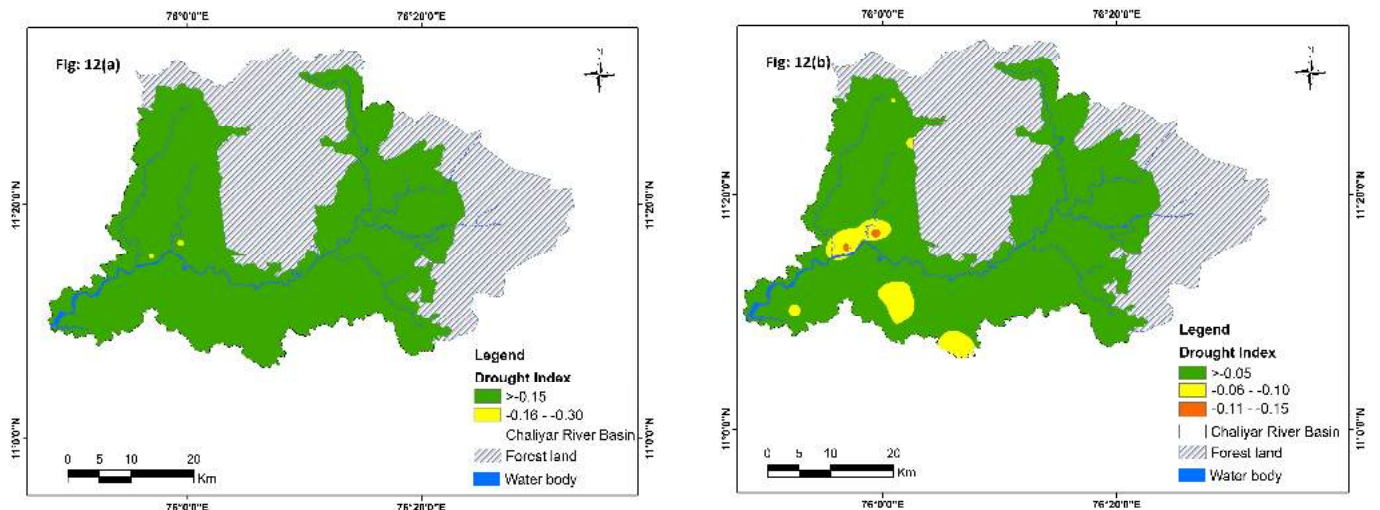 76°0'0"E 76°20'0"E
Fig: 12(a)
11°20'0"N 11°20'0"N
11°0'0"N 11°0'0"N
Legend
Drought Index
>-0.15
-0.16 - -0.30
Chaliyar River Basin
Forest land
Water body
0 5 10 20
Km
76°0'0"E 76°20'0"E
76°0'0"E 76°20'0"E
Fig: 12(b)
11°20'0"N 11°20'0"N
11°0'0"N 11°0'0"N
Legend
Drought Index
>-0.05
-0.06 - -0.10
-0.11 - -0.15
Chaliyar River Basin
Forest land
Water body
0 5 10 20
Km
76°0'0"E 76°20'0"E